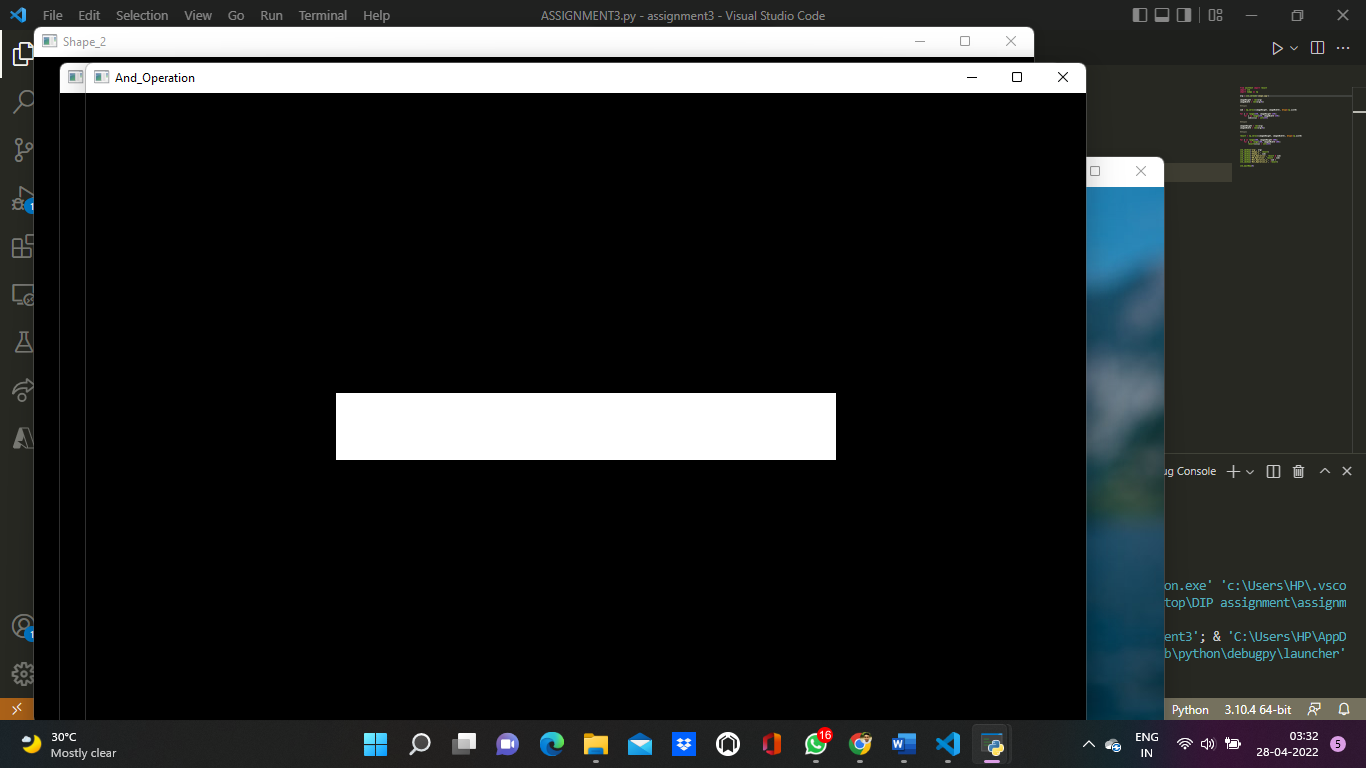 File Edit Selection View Go Run Terminal Help
ASSIGNMENT3.py - assignment3 - Visual Studio Code
Shape_2
And_Operation
ug Console
on.exe' 'c:\Users\HP\.vsco
top\DIP assignment\assignm
ent3'; & 'C:\Users\HP\AppD
b\python\debugpy\launcher'
1
1
Python 3.10.4 64-bit
30°C
Mostly clear
16
ENG
IN
03:32
28-04-2022
5